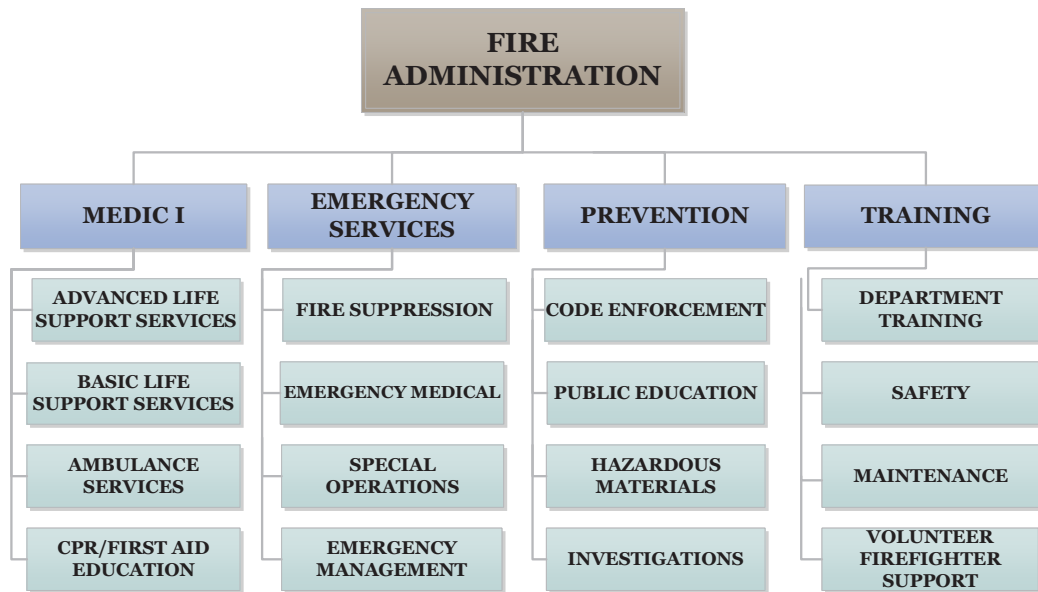 FIRE
ADMINISTRATION
MEDIC I
EMERGENCY
SERVICES
PREVENTION
TRAINING
ADVANCED LIFE
SUPPORT SERVICES
BASIC LIFE
SUPPORT SERVICES
AMBULANCE
SERVICES
CPR/FIRST AID
EDUCATION
FIRE SUPPRESSION
EMERGENCY MEDICAL
SPECIAL
OPERATIONS
EMERGENCY
MANAGEMENT
CODE ENFORCEMENT
PUBLIC EDUCATION
HAZARDOUS
MATERIALS
INVESTIGATIONS
DEPARTMENT
TRAINING
SAFETY
MAINTENANCE
VOLUNTEER
FIREFIGHTER
SUPPORT